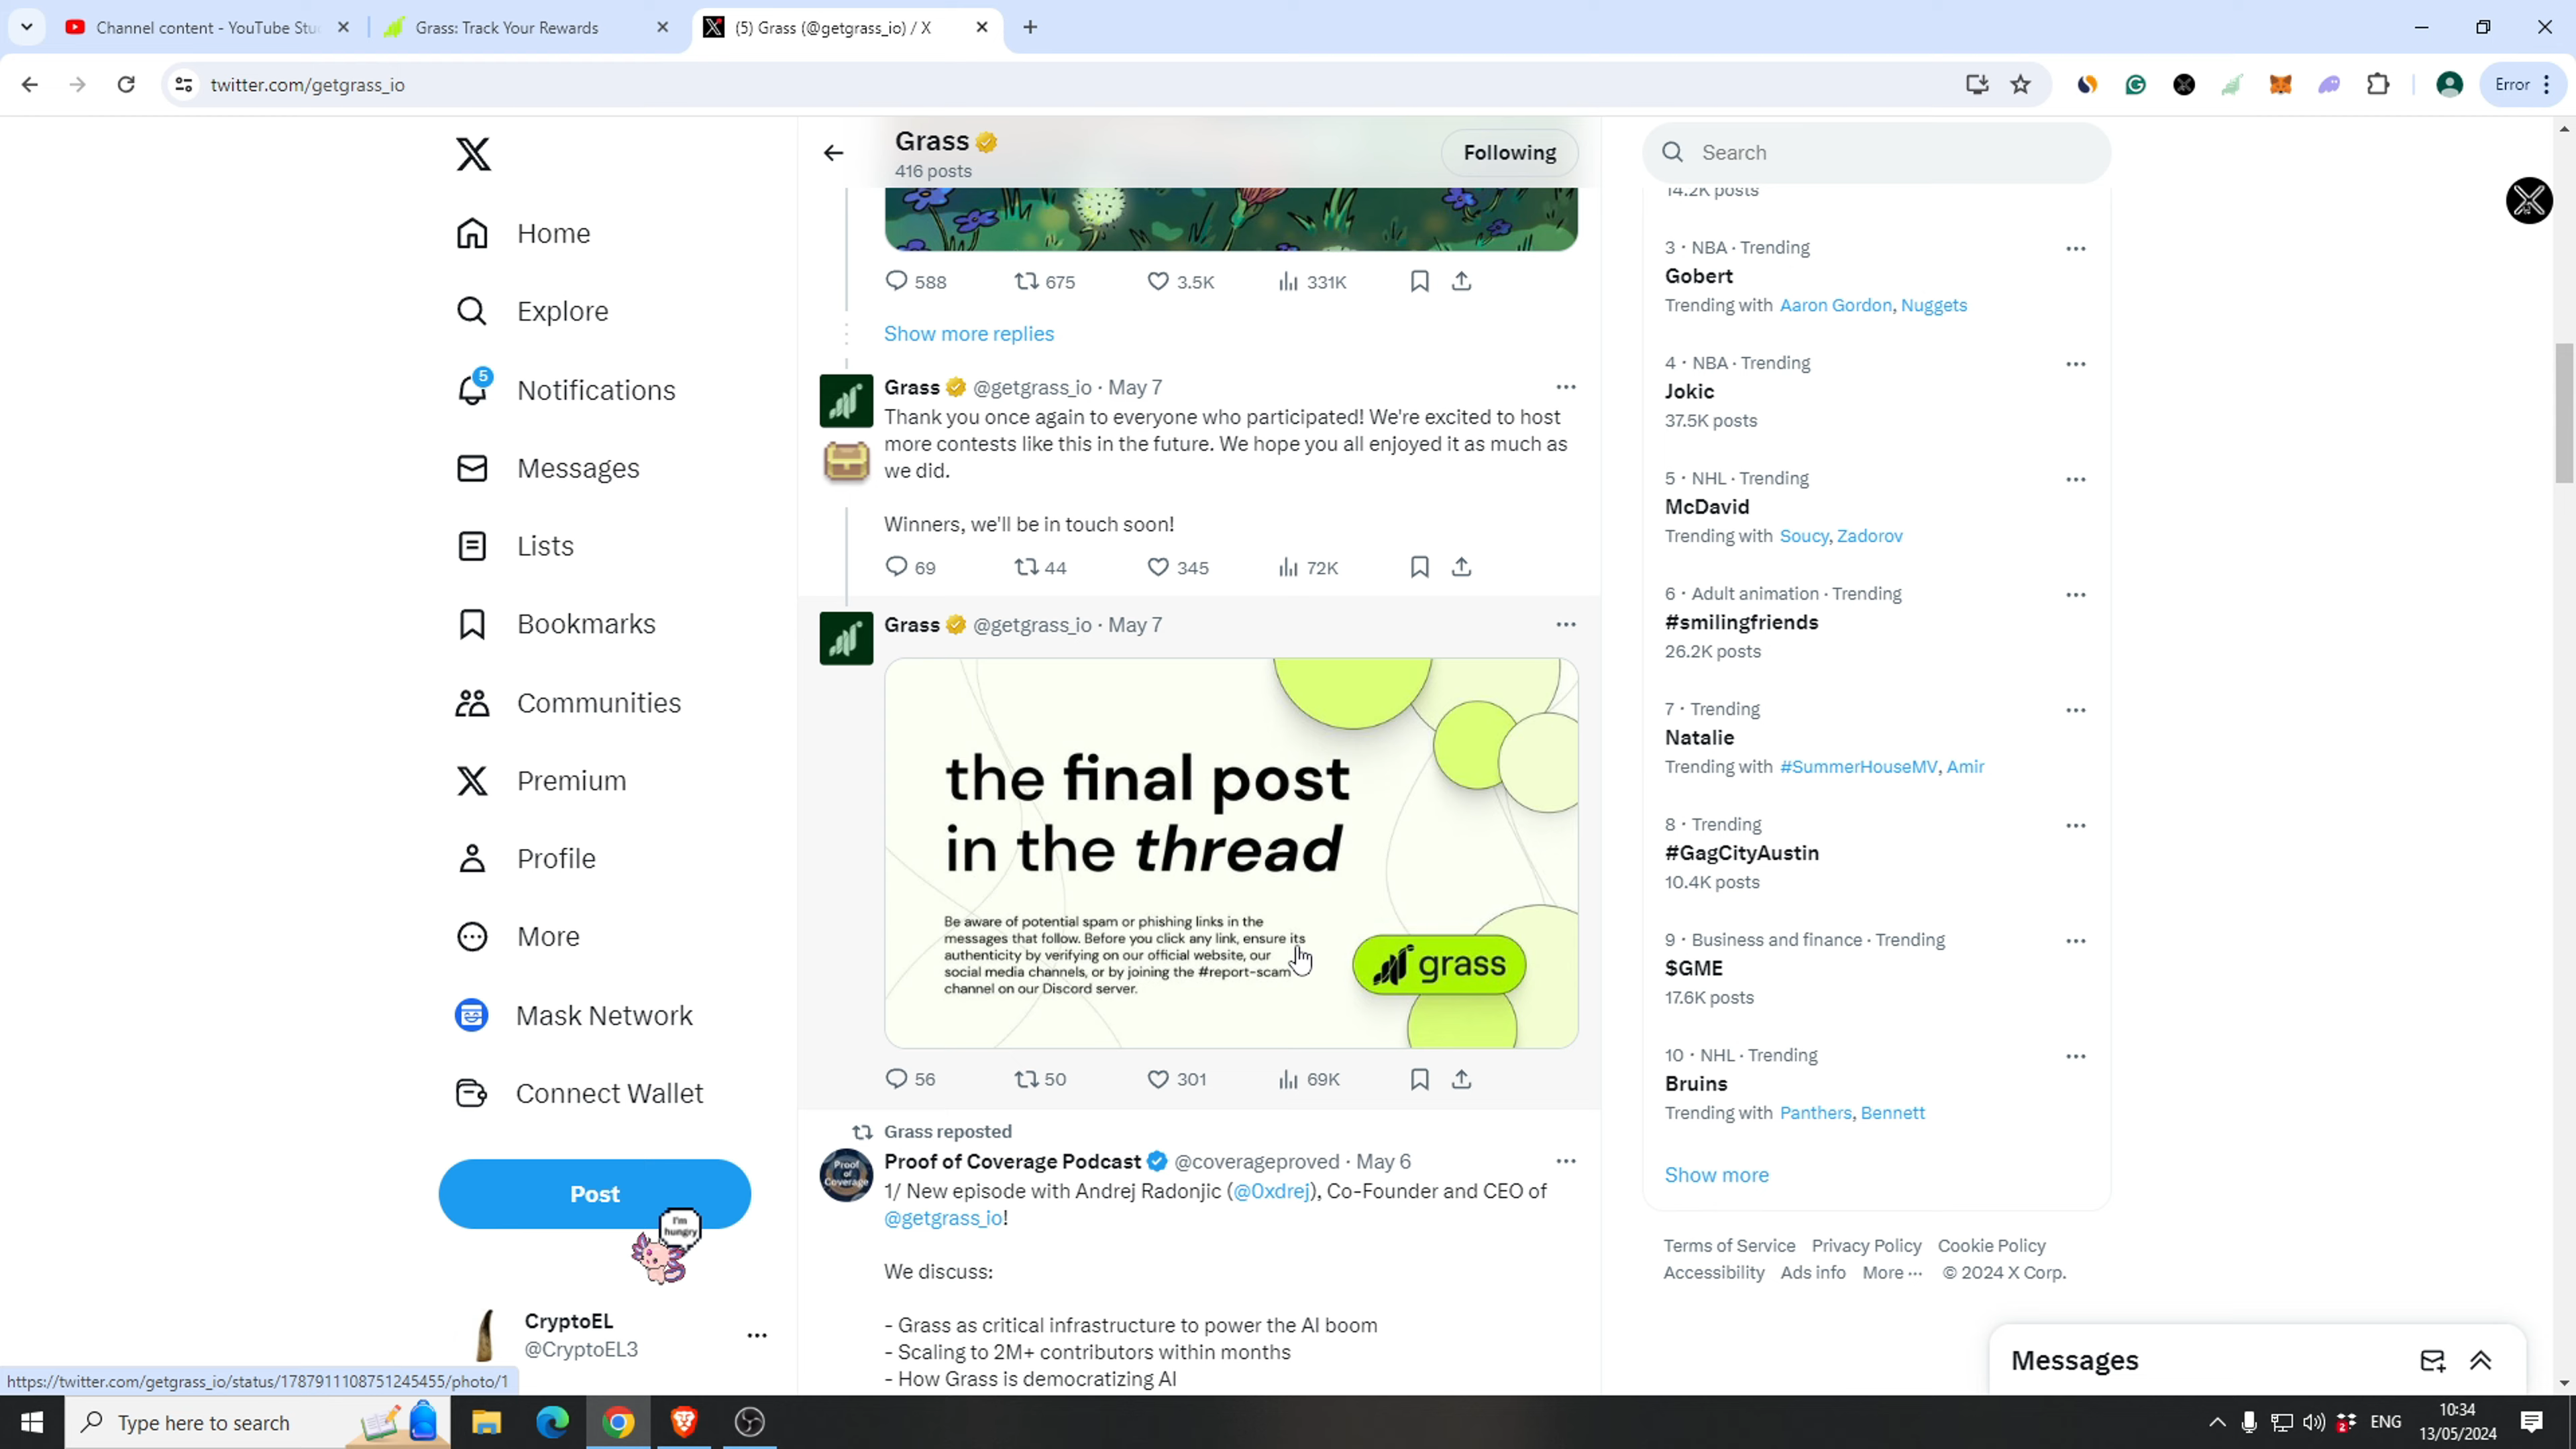 Channel content - YouTube Stu
Grass: Track Your Rewards
(5) Grass (@getgrass_io) / X
twitter.com/getgrass_io
Error
Home
Explore
5
Notifications
Messages
Lists
Bookmarks
Communities
Premium
Profile
More
Mask Network
Connect Wallet
Post
I'm
hungry
CryptoEL
@CryptoEL3
Grass
416 posts
Following
588 675 3.5K 331K
Show more replies
Grass @getgrass_io · May 7
Thank you once again to everyone who participated! We're excited to host
more contests like this in the future. We hope you all enjoyed it as much as
we did.
Winners, we'll be in touch soon!
69 44 345 72K
Grass @getgrass_io · May 7
the final post
in the thread
Be aware of potential spam or phishing links in the
messages that follow. Before you click any link, ensure its
authenticity by verifying on our official website, our
social media channels, or by joining the #report-scam
channel on our Discord server.
grass
56 50 301 69K
Grass reposted
Proof
of
Coverage
Proof of Coverage Podcast @coverageproved · May 6
1/ New episode with Andrej Radonjic (@0xdrej), Co-Founder and CEO of
@getgrass_io!
We discuss:
- Grass as critical infrastructure to power the AI boom
- Scaling to 2M+ contributors within months
- How Grass is democratizing AI
Search
14.2K posts
3 · NBA · Trending
Gobert
Trending with Aaron Gordon, Nuggets
4 · NBA · Trending
Jokic
37.5K posts
5 · NHL · Trending
McDavid
Trending with Soucy, Zadorov
6 · Adult animation · Trending
#smilingfriends
26.2K posts
7 · Trending
Natalie
Trending with #SummerHouseMV, Amir
8 · Trending
#GagCityAustin
10.4K posts
9 · Business and finance · Trending
$GME
17.6K posts
10 · NHL · Trending
Bruins
Trending with Panthers, Bennett
Show more
Terms of Service Privacy Policy Cookie Policy
Accessibility Ads info More ··· © 2024 X Corp.
Messages
https://twitter.com/getgrass_io/status/1787911108751245455/photo/1
Type here to search
2
ENG
10:34
13/05/2024